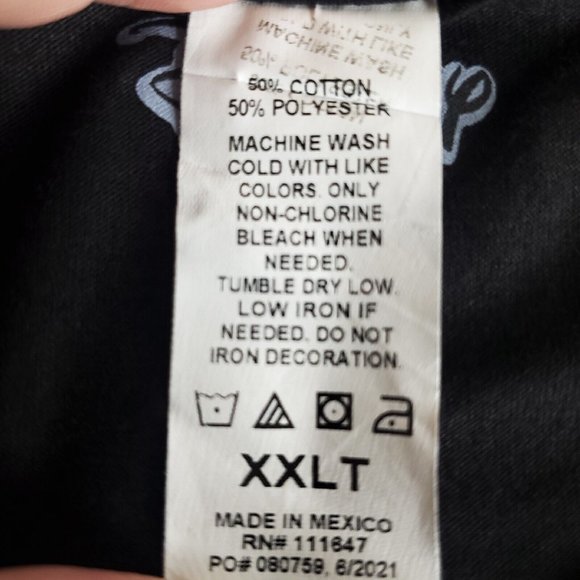 50% COTTON
50% POLYESTER
MACHINE WASH
COLD WITH LIKE
COLORS ONLY
NON-CHLORINE
BLEACH WHEN
NEEDED.
TUMBLE DRY LOW.
LOW IRON IF
NEEDED. DO NOT
IRON DECORATION.
XXLT
MADE IN MEXICO
RN# 111647
PO# 080759, 6/2021